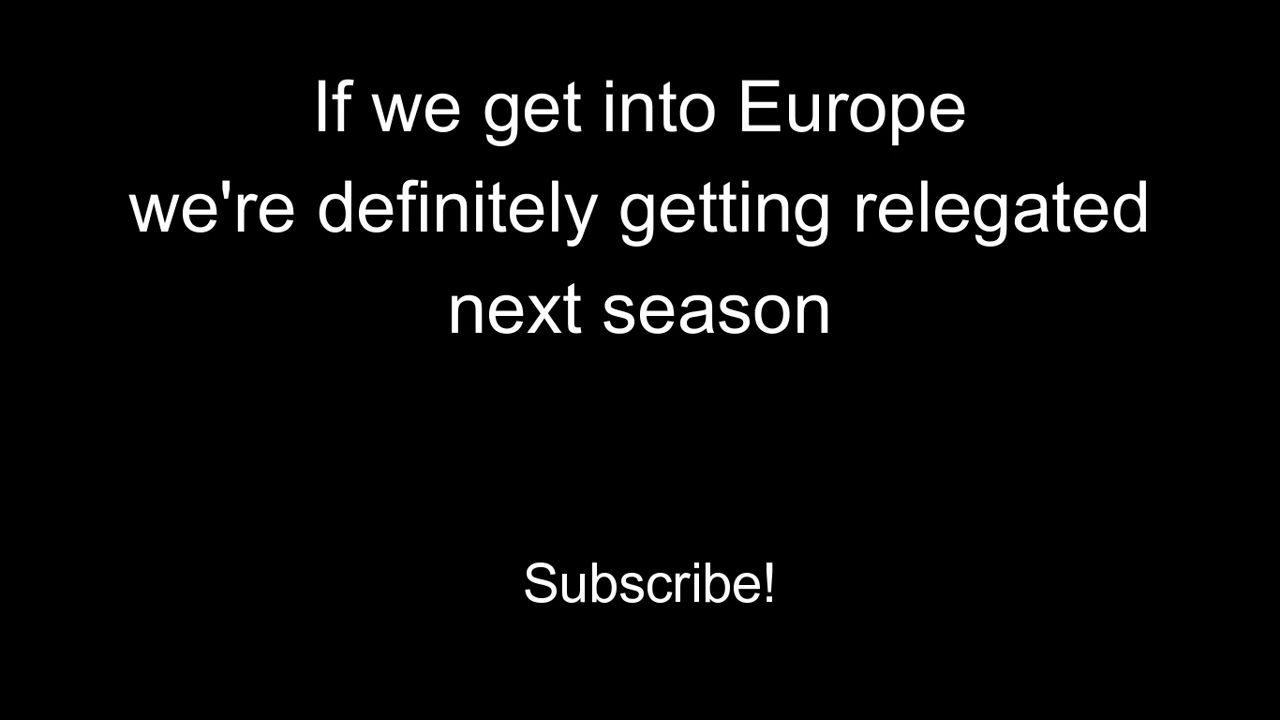 If we get into Europe
we're definitely getting relegated
next season
Subscribe!